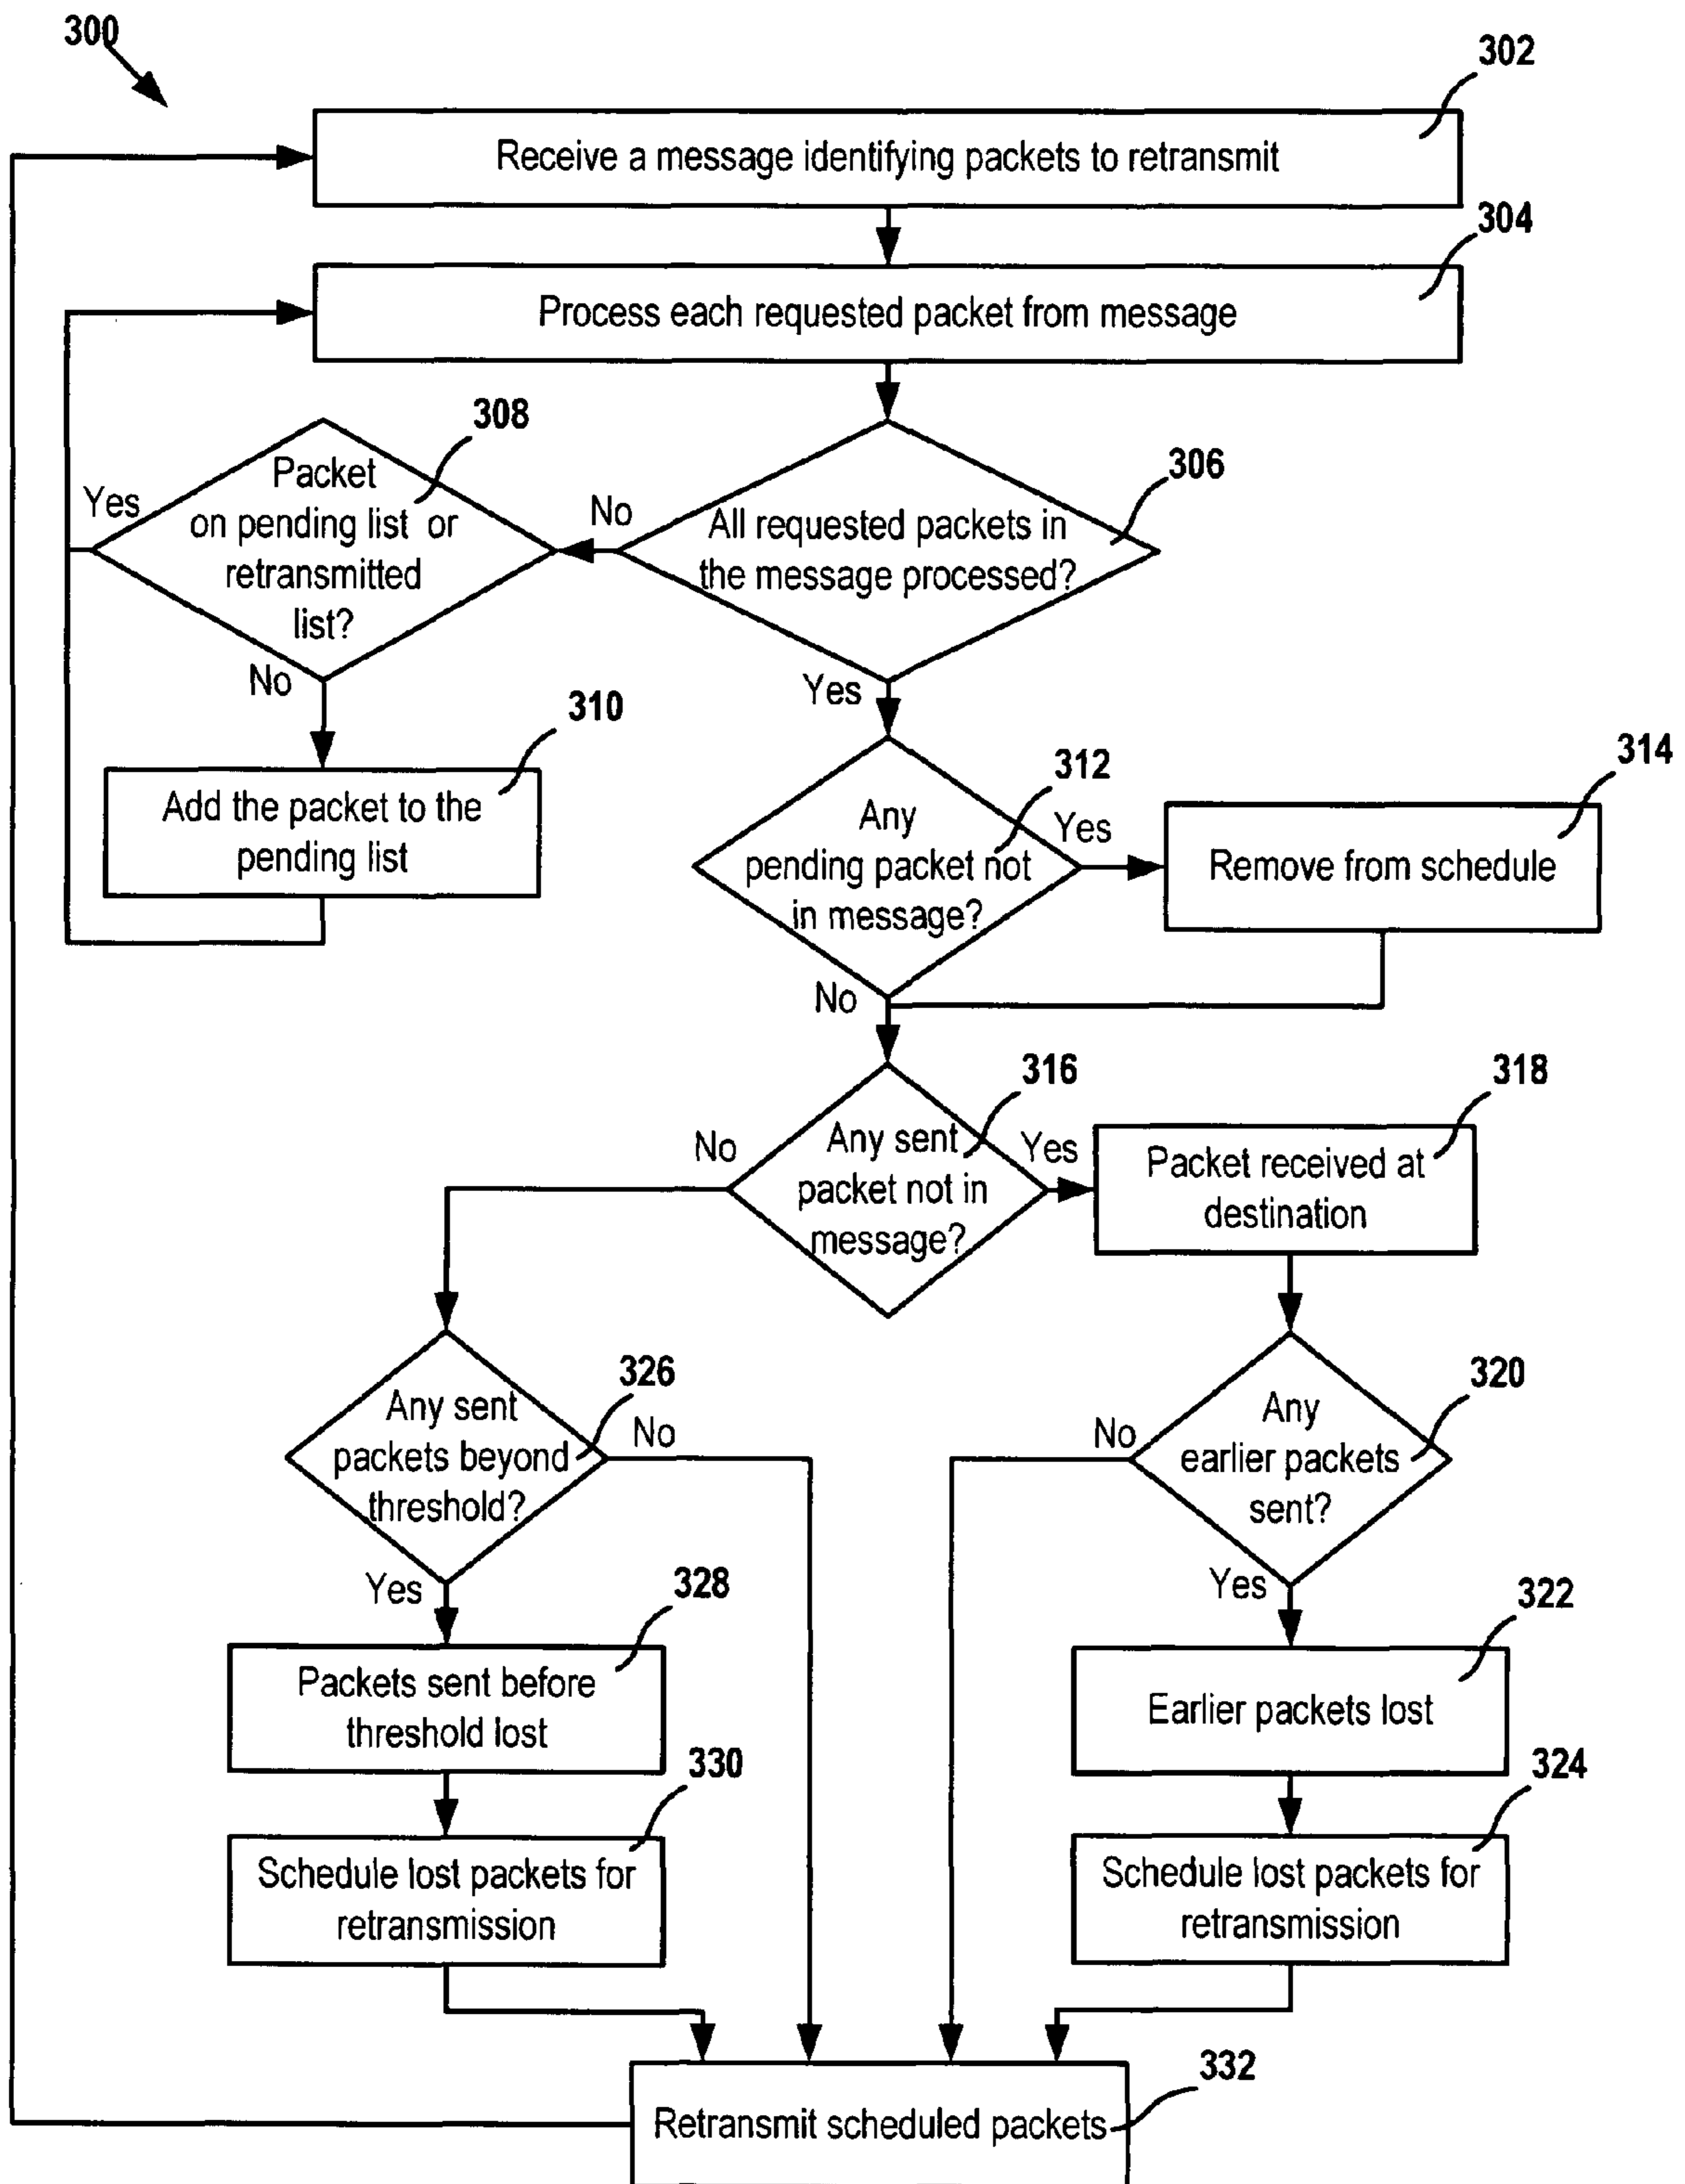 300
302
Receive a message identifying packets to retransmit
304
Process each requested packet from message
308
Packet
on pending list or
retransmitted
list?
Yes
No
306
All requested packets in
the message processed?
No
Yes
310
Add the packet to the
pending list
312
Any
pending packet not
in message?
Yes
No
314
Remove from schedule
316
Any sent
packet not in
message?
No
Yes
318
Packet received at
destination
326
Any sent
packets beyond
threshold?
No
Yes
320
Any
earlier packets
sent?
No
Yes
328
Packets sent before
threshold lost
322
Earlier packets lost
330
Schedule lost packets for
retransmission
324
Schedule lost packets for
retransmission
332
Retransmit scheduled packets